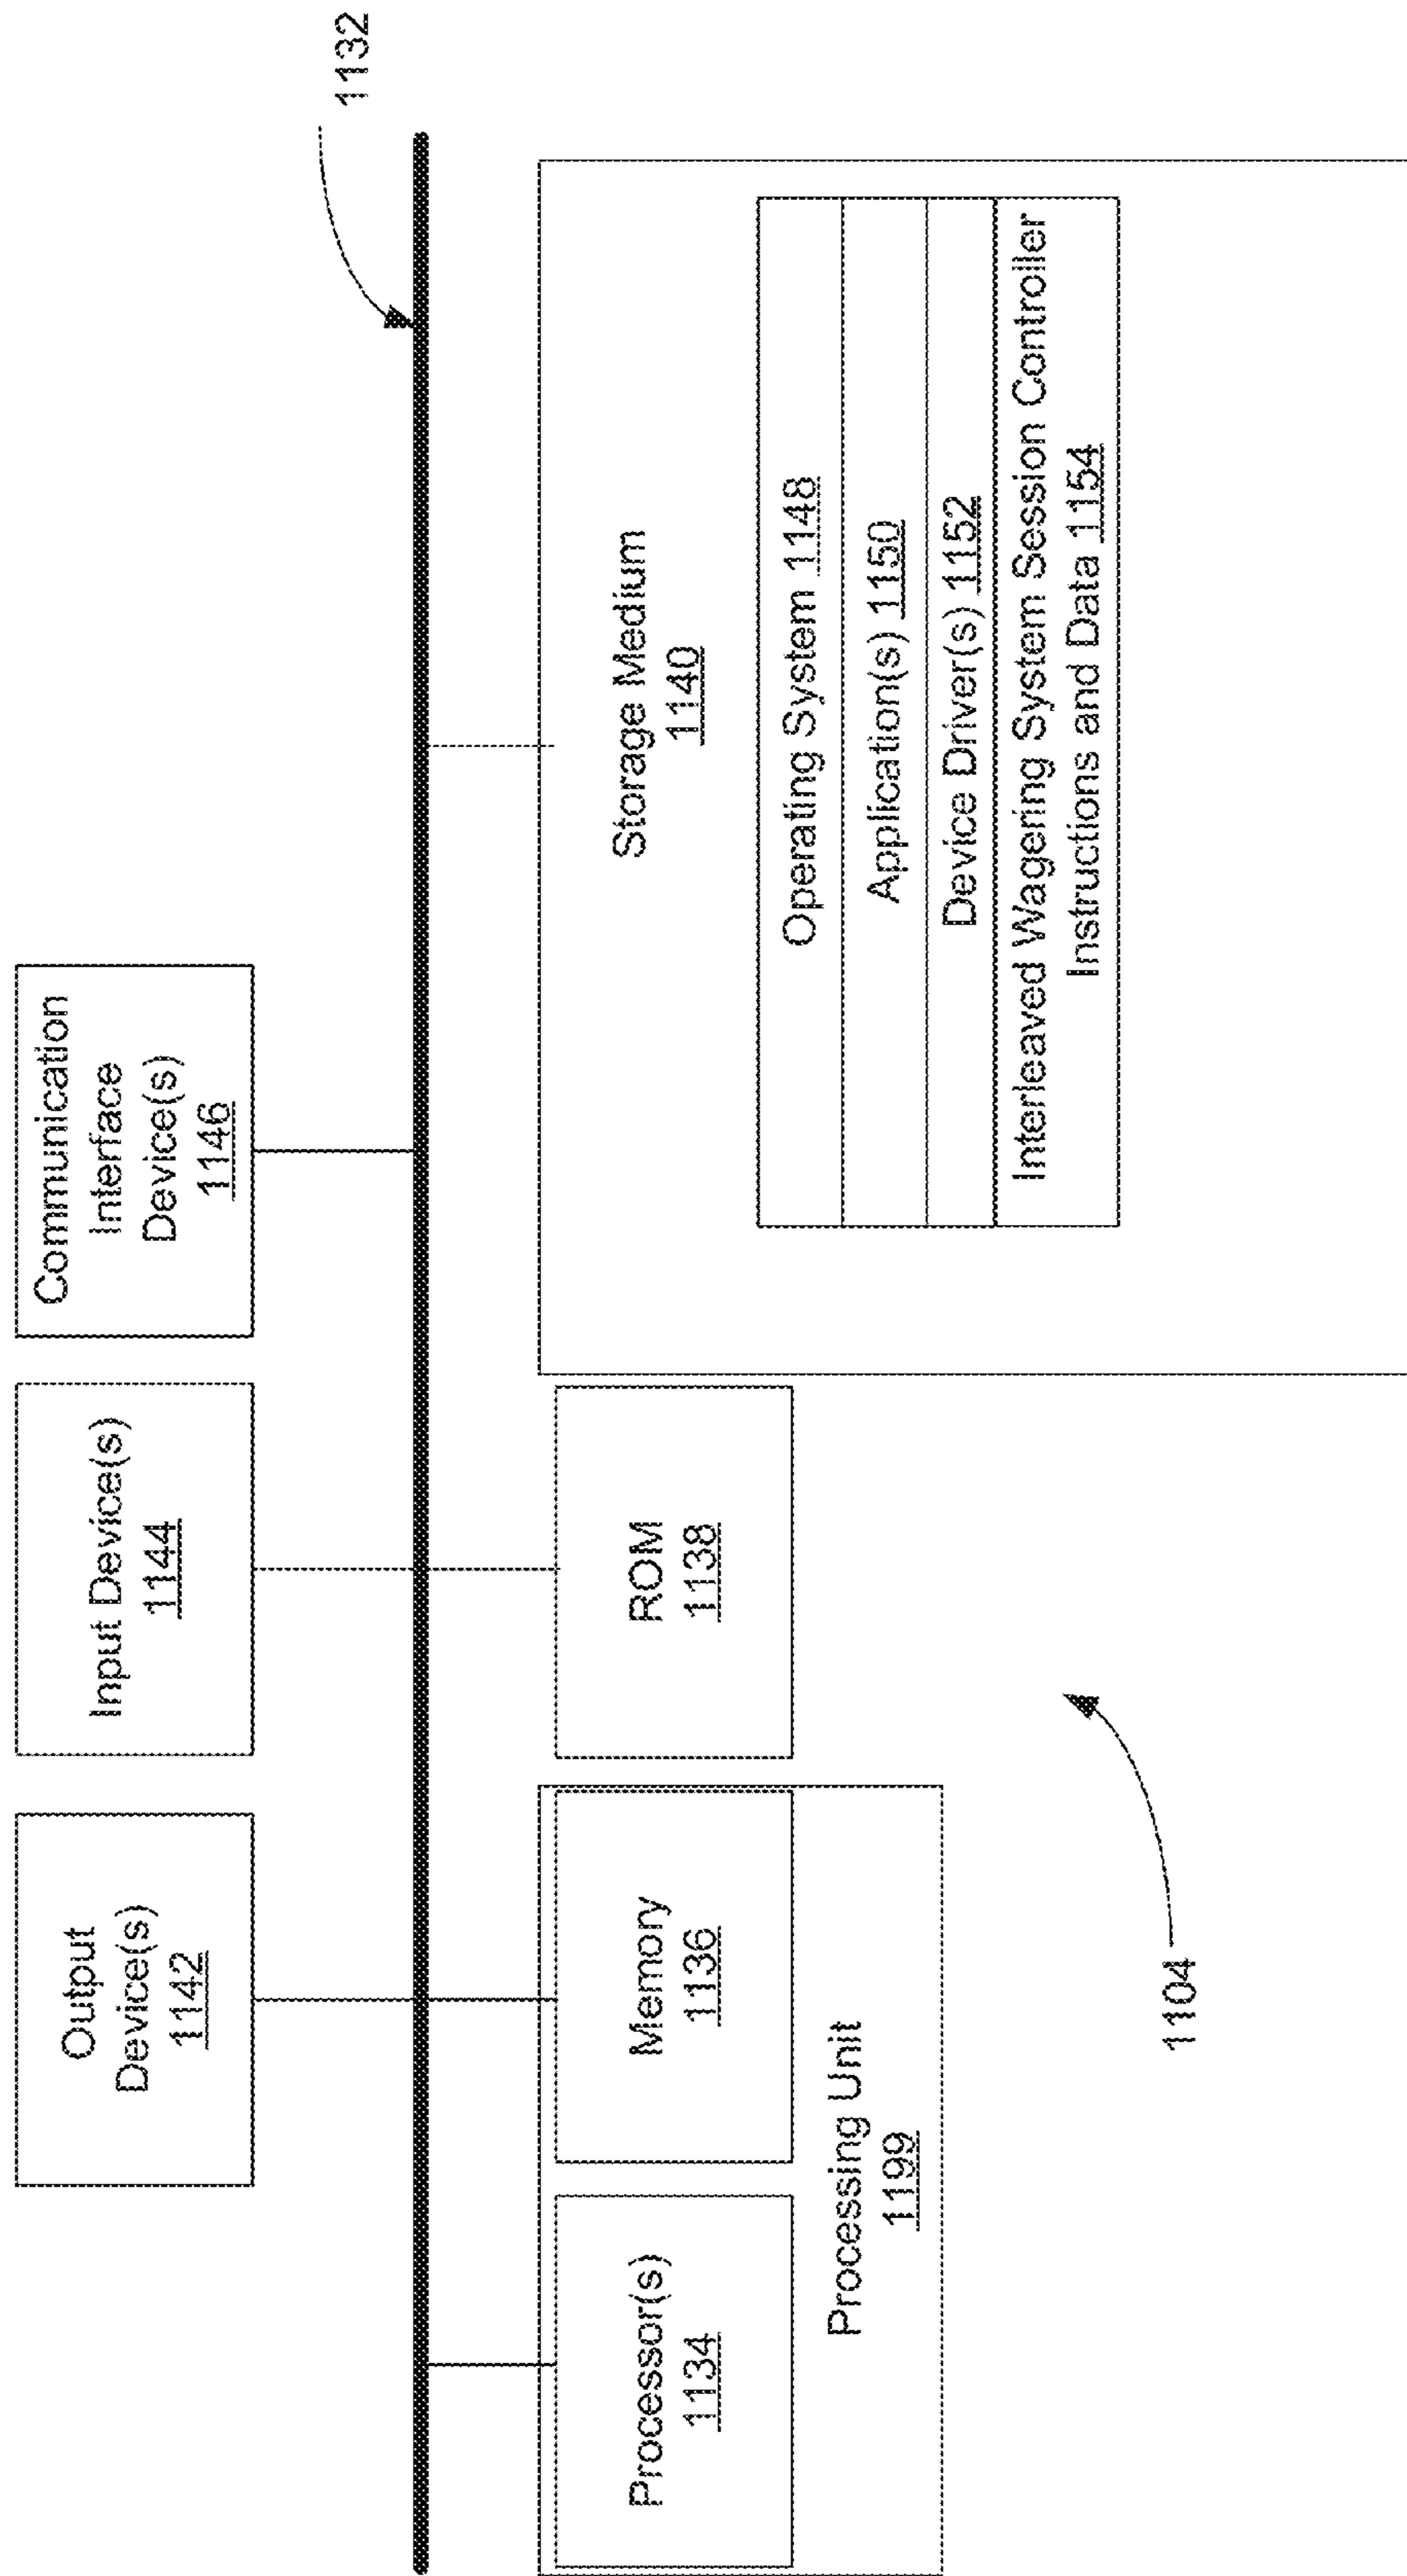 Output
Device(s)
1142
Input Device(s)
1144
Communication
Interface
Device(s)
1146
1132
Processor(s)
1134
Memory
1136
Processing Unit
1199
ROM
1138
Storage Medium
1140
Operating System 1148
Application(s) 1150
Device Driver(s) 1152
Interleaved Wagering System Session Controller
Instructions and Data 1154
1104